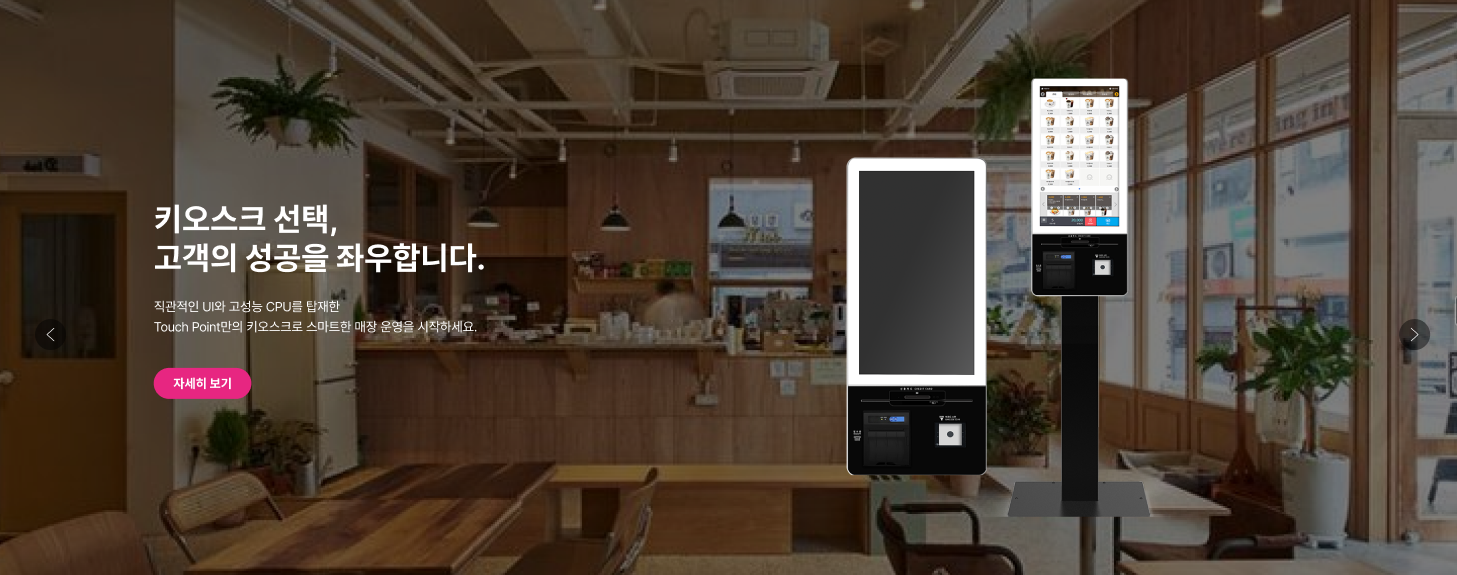 키오스크 선택,
고객의 성공을 좌우합니다.
직관적인 UI와 고성능 CPU를 탑재한
Touch Point만의 키오스크로 스마트한 매장 운영을 시작하세요.
자세히 보기